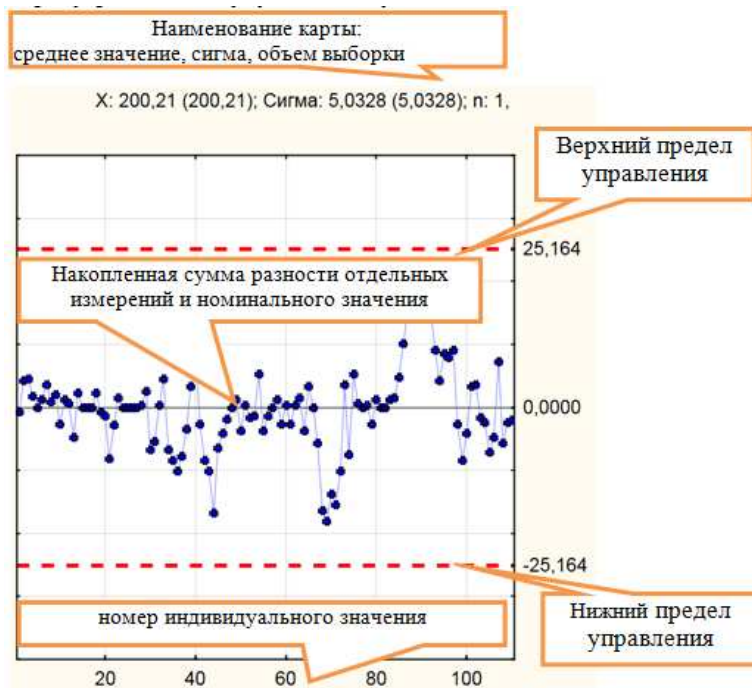 Наименование карты:
среднее значение, сигма, объем выборки
X: 200,21 (200,21); Сигма: 5,0328 (5,0328); n: 1,
Верхний предел
управления
25,164
Накопленная сумма разности отдельных
измерений и номинального значения
0,0000
-25,164
номер индивидуального значения
Нижний предел
управления
20 40 60 80 100